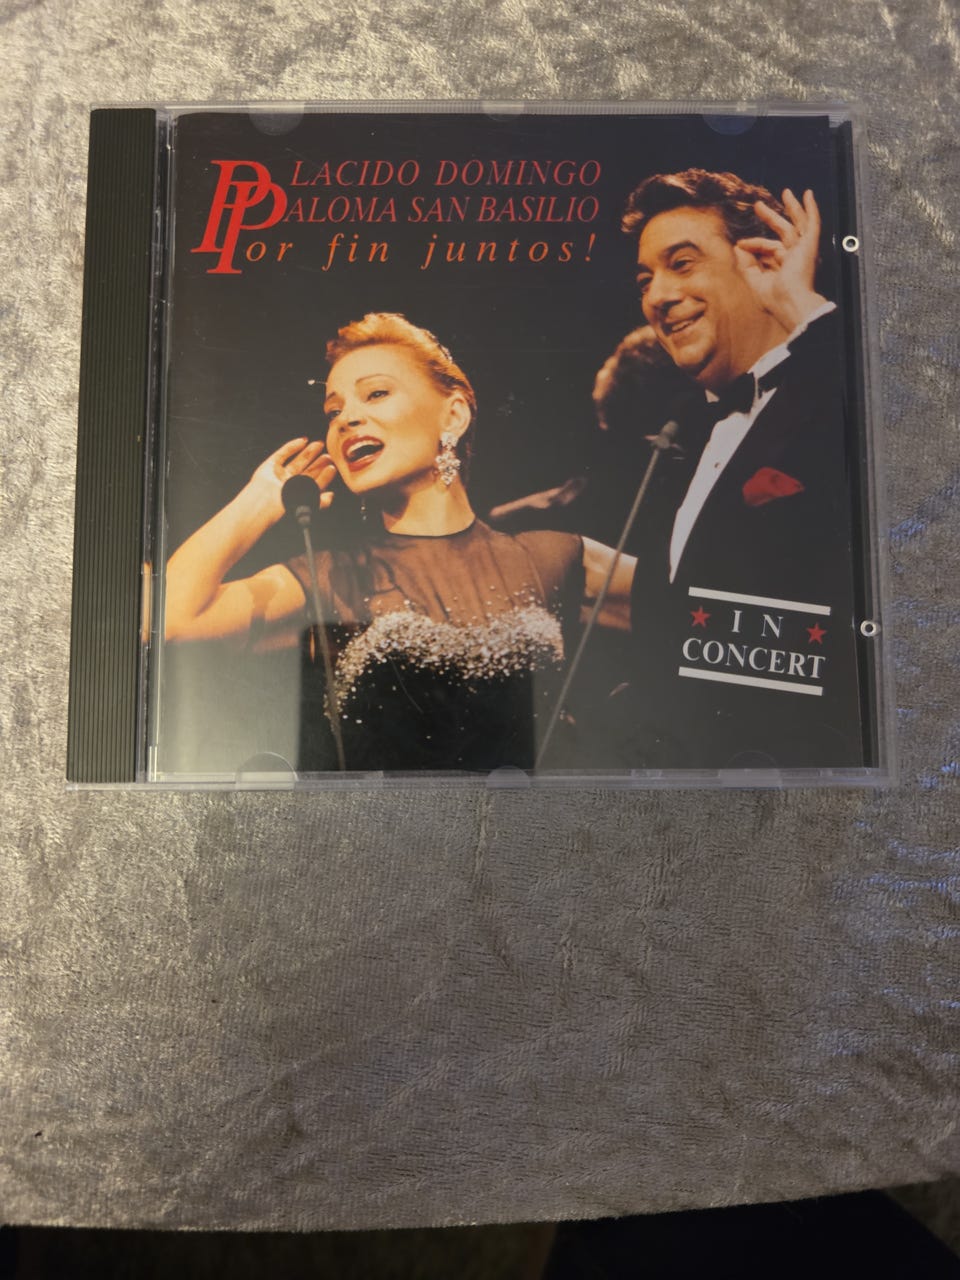 PLACIDO DOMINGO
PALOMA SAN BASILIO
Por fin juntos!
IN
CONCERT